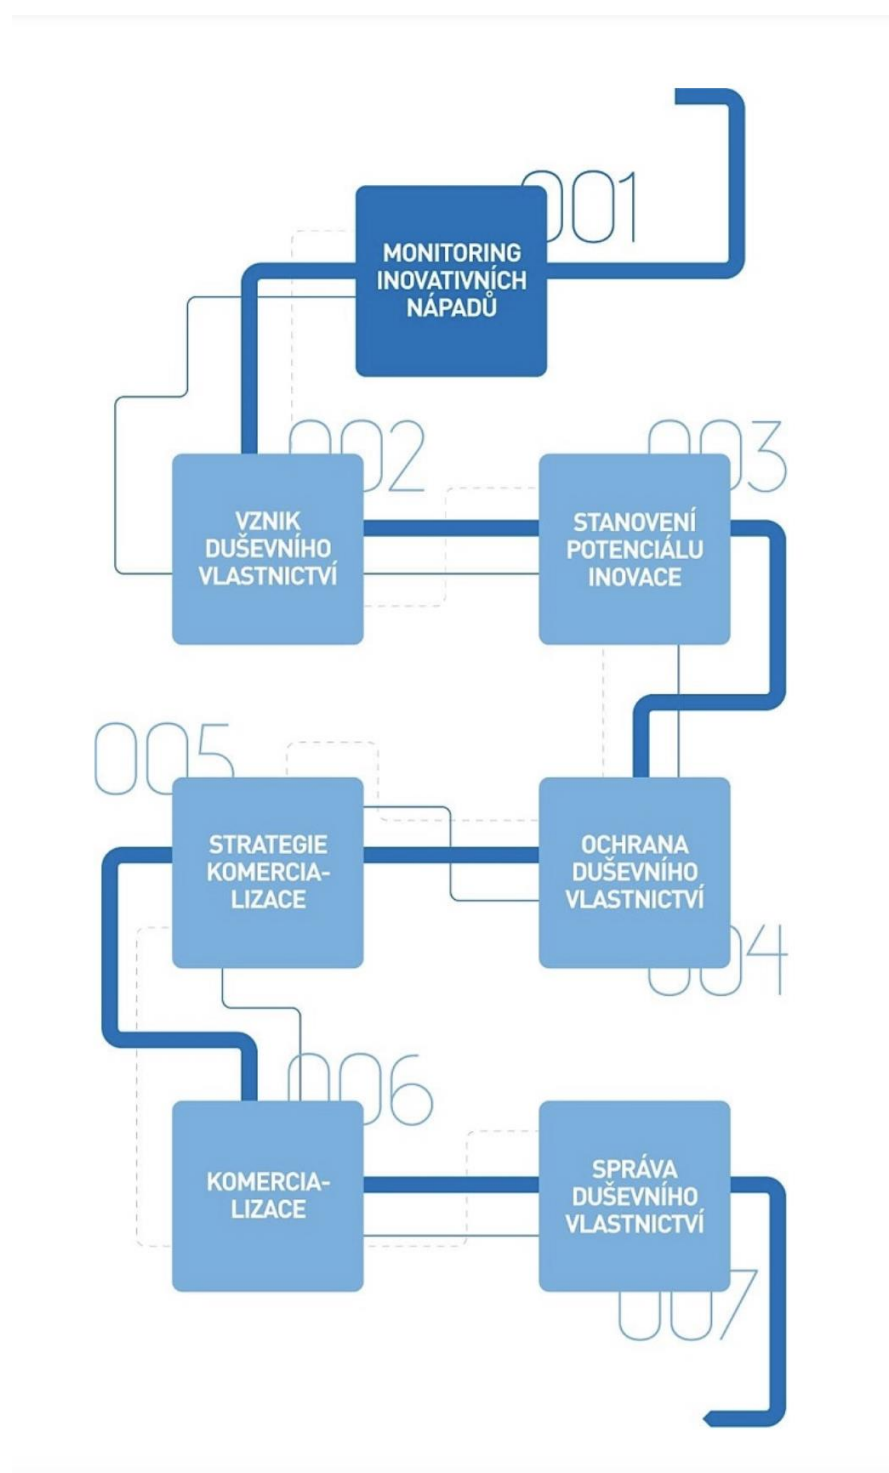 001
MONITORING
INOVATIVNÍCH
NÁPADŮ
002
VZNIK
DUŠEVNÍHO
VLASTNICTVÍ
003
STANOVENÍ
POTENCIÁLU
INOVACE
004
OCHRANA
DUŠEVNÍHO
VLASTNICTVÍ
005
STRATEGIE
KOMERCIA-
LIZACE
006
KOMERCIA-
LIZACE
007
SPRÁVA
DUŠEVNÍHO
VLASTNICTVÍ